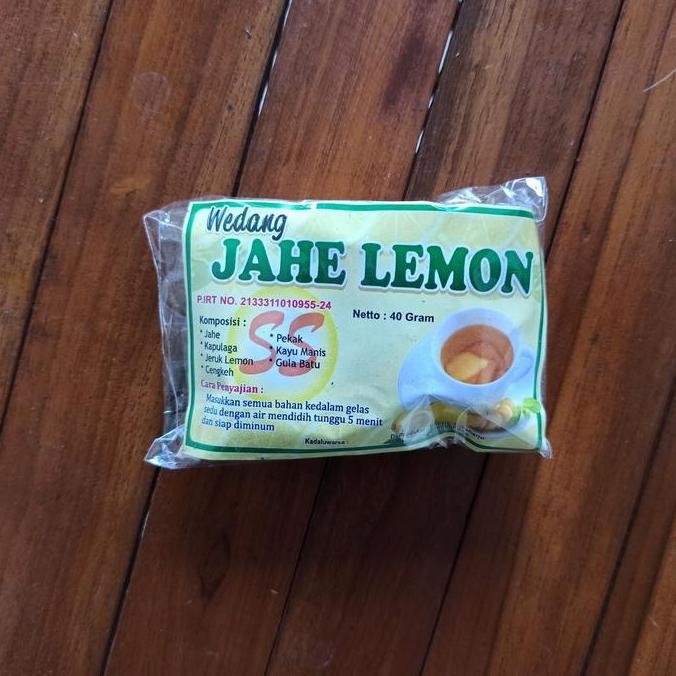 Wedang
JAHE LEMON
P.IRT NO. 2133311010955-24
Netto : 40 Gram
SS
Komposisi :
* Jahe
* Kapulaga
* Jeruk Lemon
* Cengkeh
* Pekak
* Kayu Manis
* Gula Batu
Cara Penyajian :
Masukkan semua bahan kedalam gelas
sedu dengan air mendidih tunggu 5 menit
dan siap diminum
Kadaluwarsa :